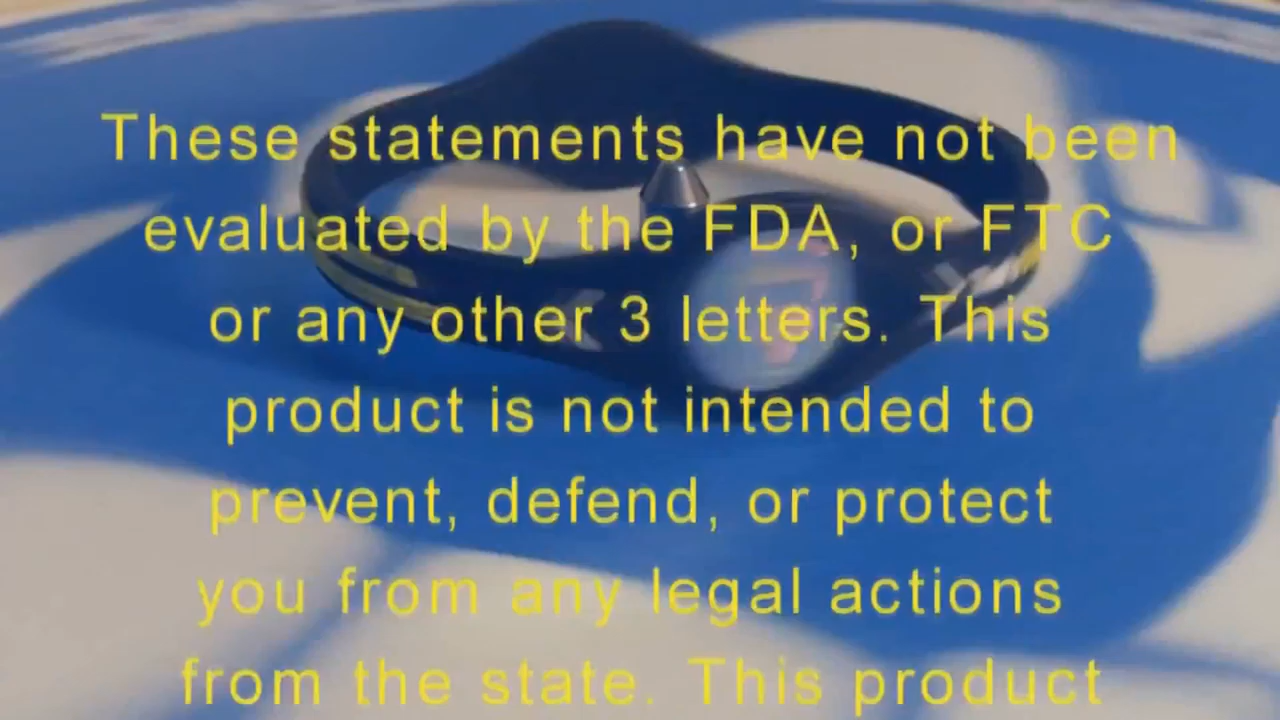 These statements have not been
evaluated by the FDA, or FTC
or any other 3 letters. This
product is not intended to
prevent, defend, or protect
you from any legal actions
from the state. This product